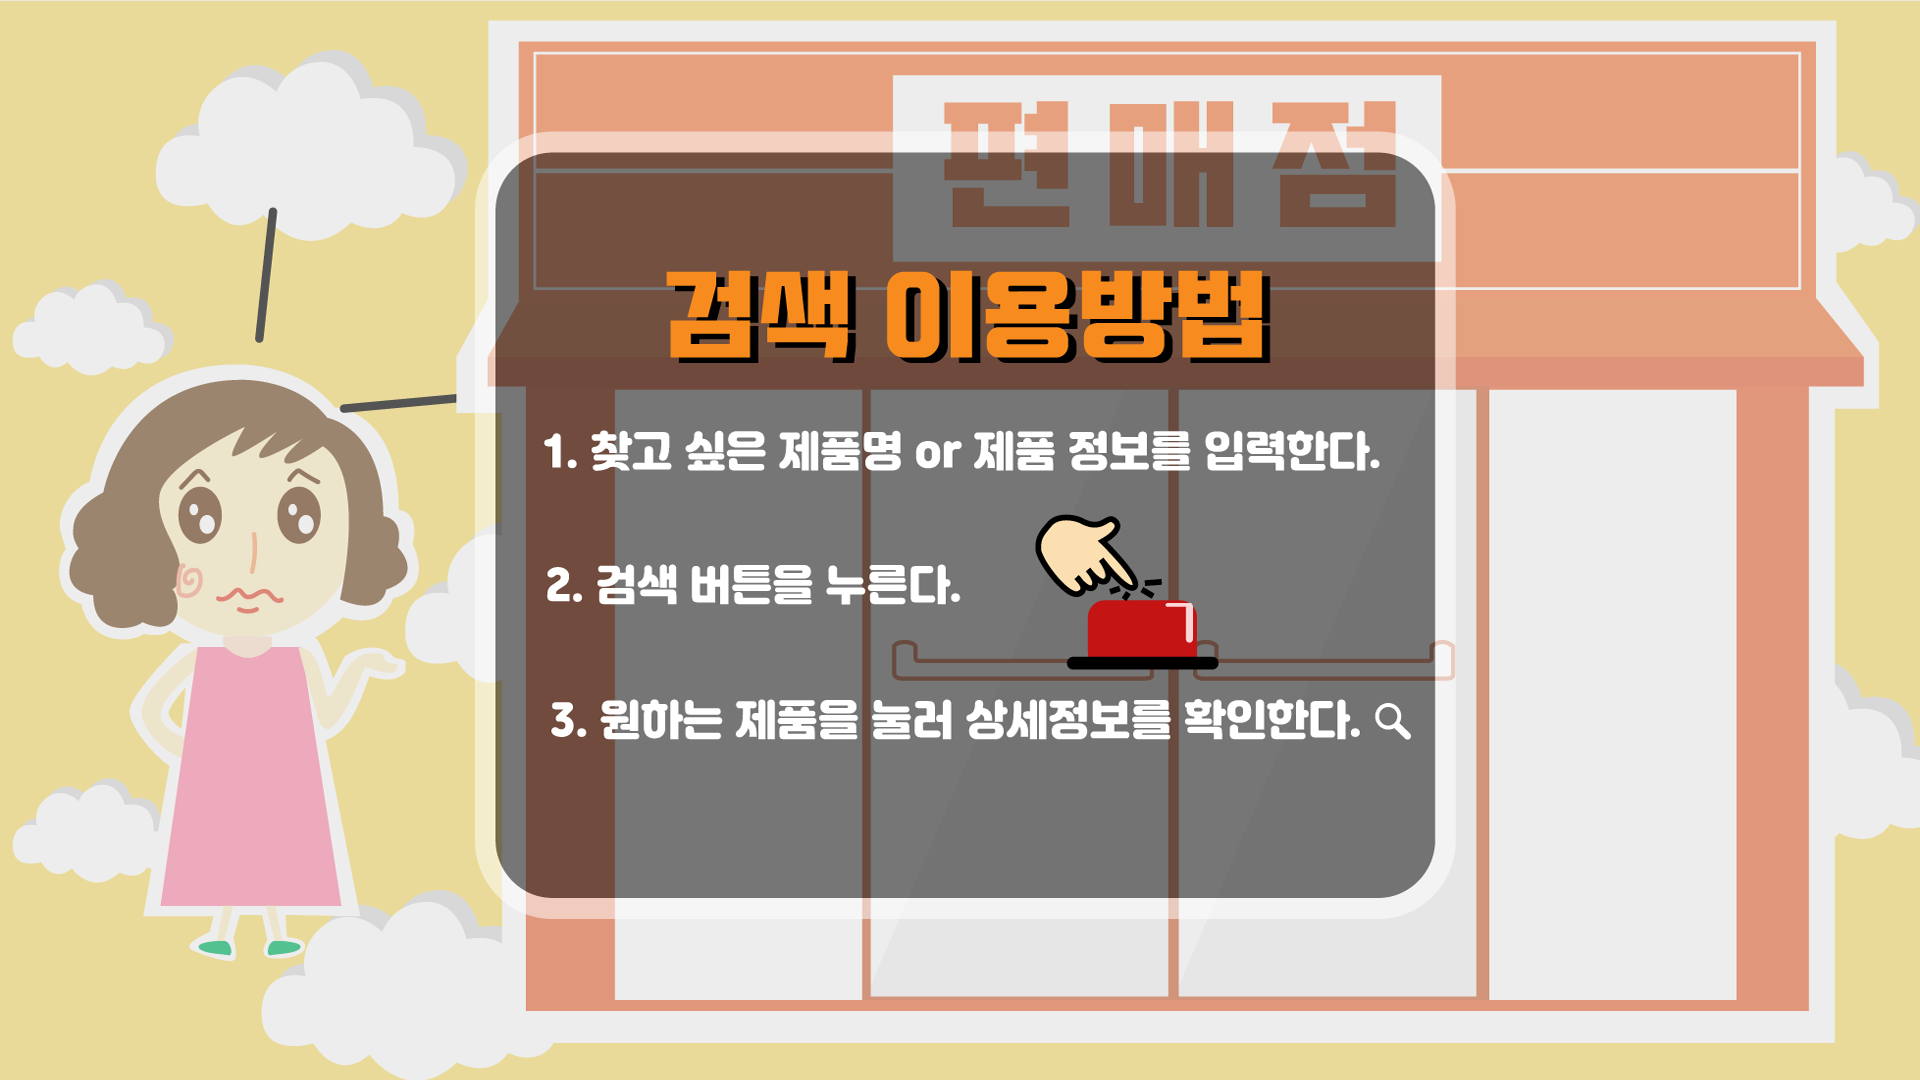 편매점
검색 이용방법
1. 찾고 싶은 제품명 or 제품 정보를 입력한다.
2. 검색 버튼을 누른다.
3. 원하는 제품을 눌러 상세정보를 확인한다.